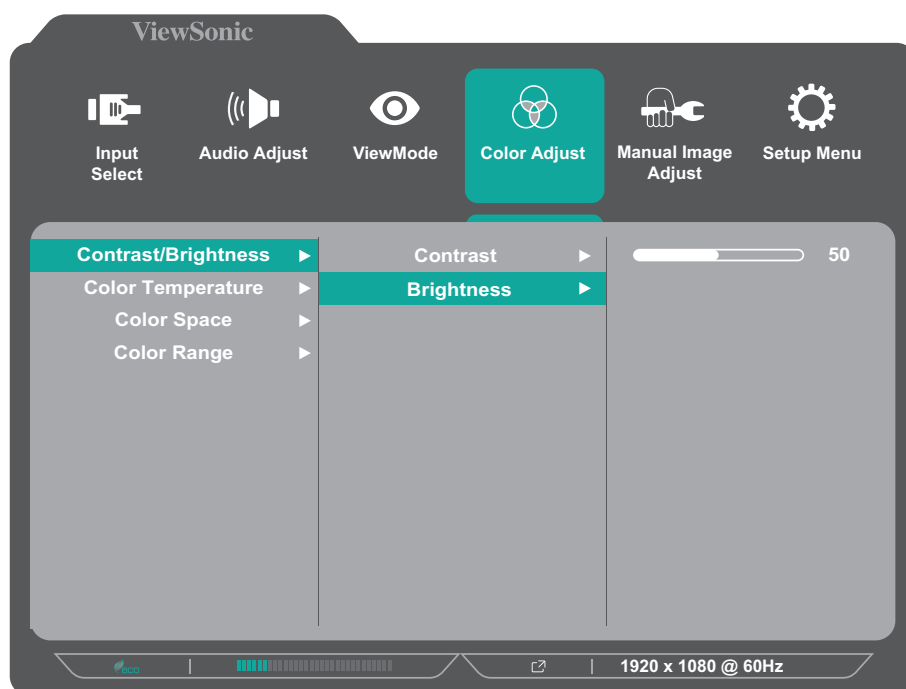 ViewSonic
Input Select
Audio Adjust
ViewMode
Color Adjust
Manual Image Adjust
Setup Menu
Contrast/Brightness
Color Temperature
Color Space
Color Range
Contrast
Brightness
50
eco
1920 x 1080 @ 60Hz